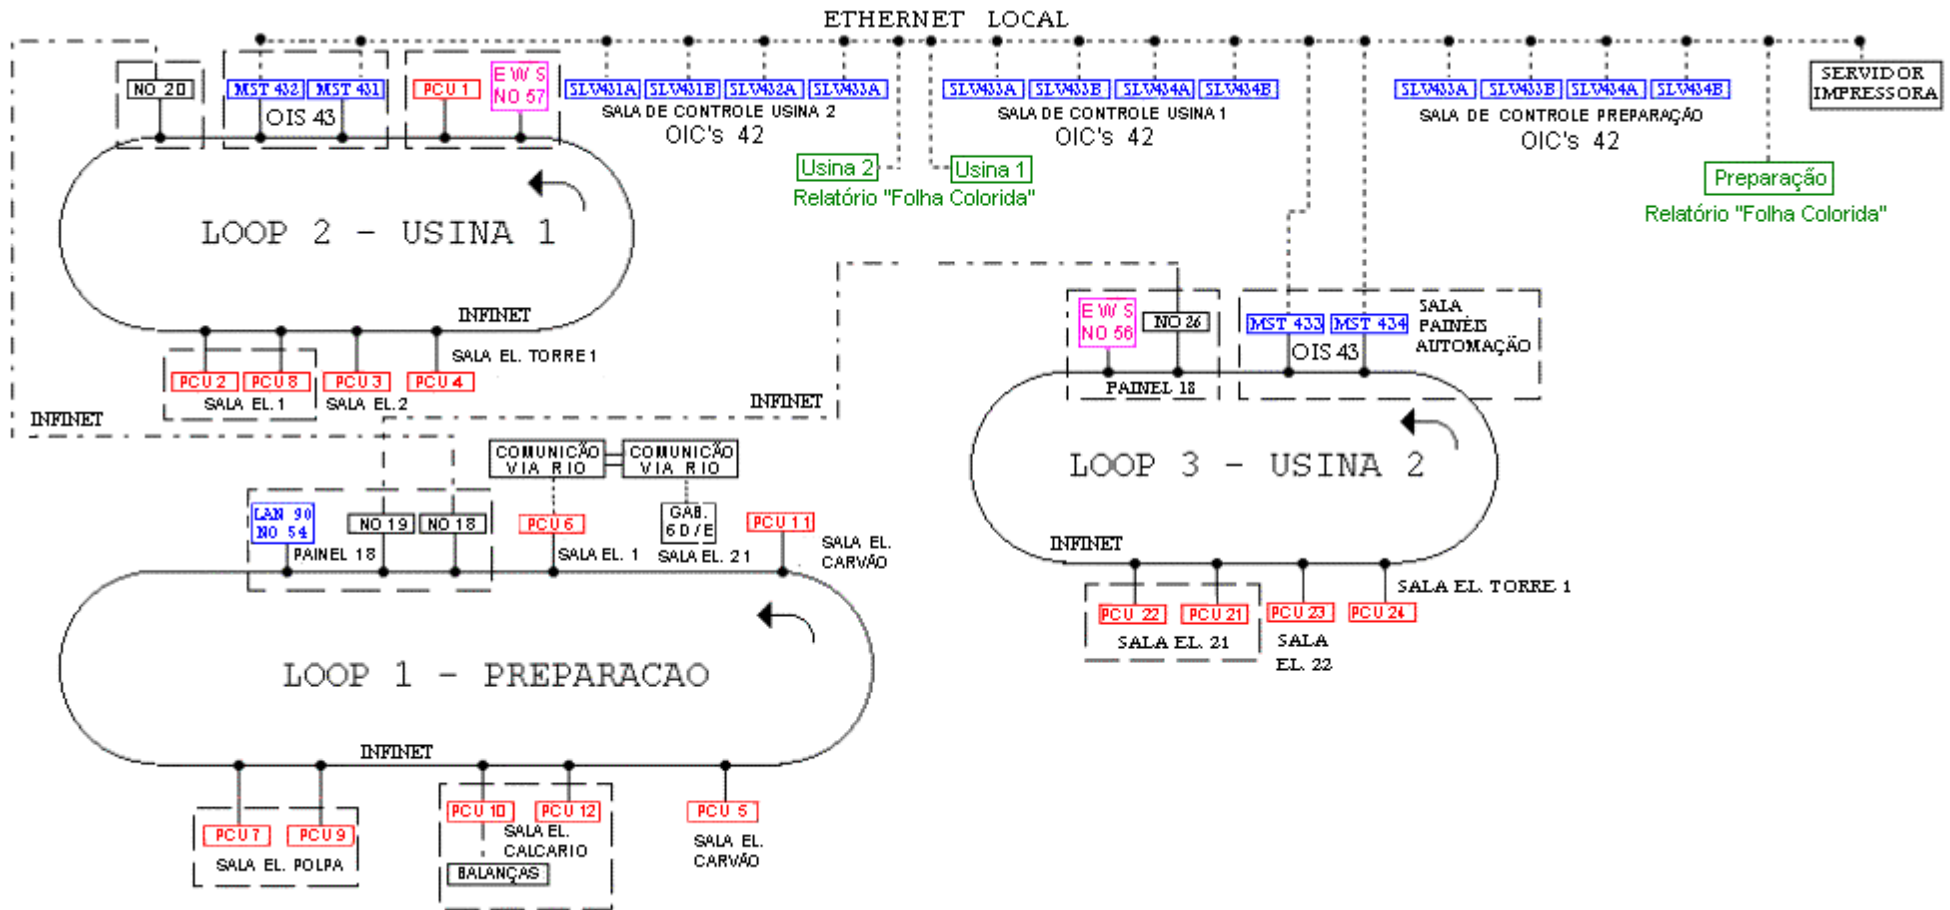 ETHERNET LOCAL
NO 20
MST 432
MST 431
OIS 43
PCU 1
EWS
NO 57
SLV431A
SLV431B
SLV432A
SLV433A
SALA DE CONTROLE USINA 2
OIC's 42
SLV433A
SLV433B
SLV434A
SLV434B
SALA DE CONTROLE USINA 1
OIC's 42
SLV433A
SLV433B
SLV434A
SLV434B
SALA DE CONTROLE PREPARAÇÃO
OIC's 42
SERVIDOR
IMPRESSORA
Usina 2
Usina 1
Relatório "Folha Colorida"
Preparação
Relatório "Folha Colorida"
LOOP 2 - USINA 1
INFINET
SALA EL. TORRE 1
PCU 2
PCU 8
PCU 3
PCU 4
SALA EL. 1
SALA EL. 2
INFINET
INFINET
EWS
NO 56
NO 26
PAINEL 18
MST 433
MST 434
OIS 43
SALA
PAINÉIS
AUTOMAÇÃO
LOOP 3 - USINA 2
INFINET
SALA EL. TORRE 1
PCU 22
PCU 21
PCU 23
PCU 24
SALA EL. 21
SALA
EL. 22
COMUNICÃO
VIA RIO
COMUNICÃO
VIA RIO
LAN 90
NO 54
NO 19
NO 18
PAINEL 18
PCU 6
SALA EL. 1
GAB.
6 D/E
SALA EL. 21
PCU 11
SALA EL.
CARVÃO
LOOP 1 - PREPARACAO
INFINET
PCU 7
PCU 9
SALA EL. POLPA
PCU 10
PCU 12
SALA EL.
CALCARIO
BALANÇAS
PCU 5
SALA EL.
CARVÃO